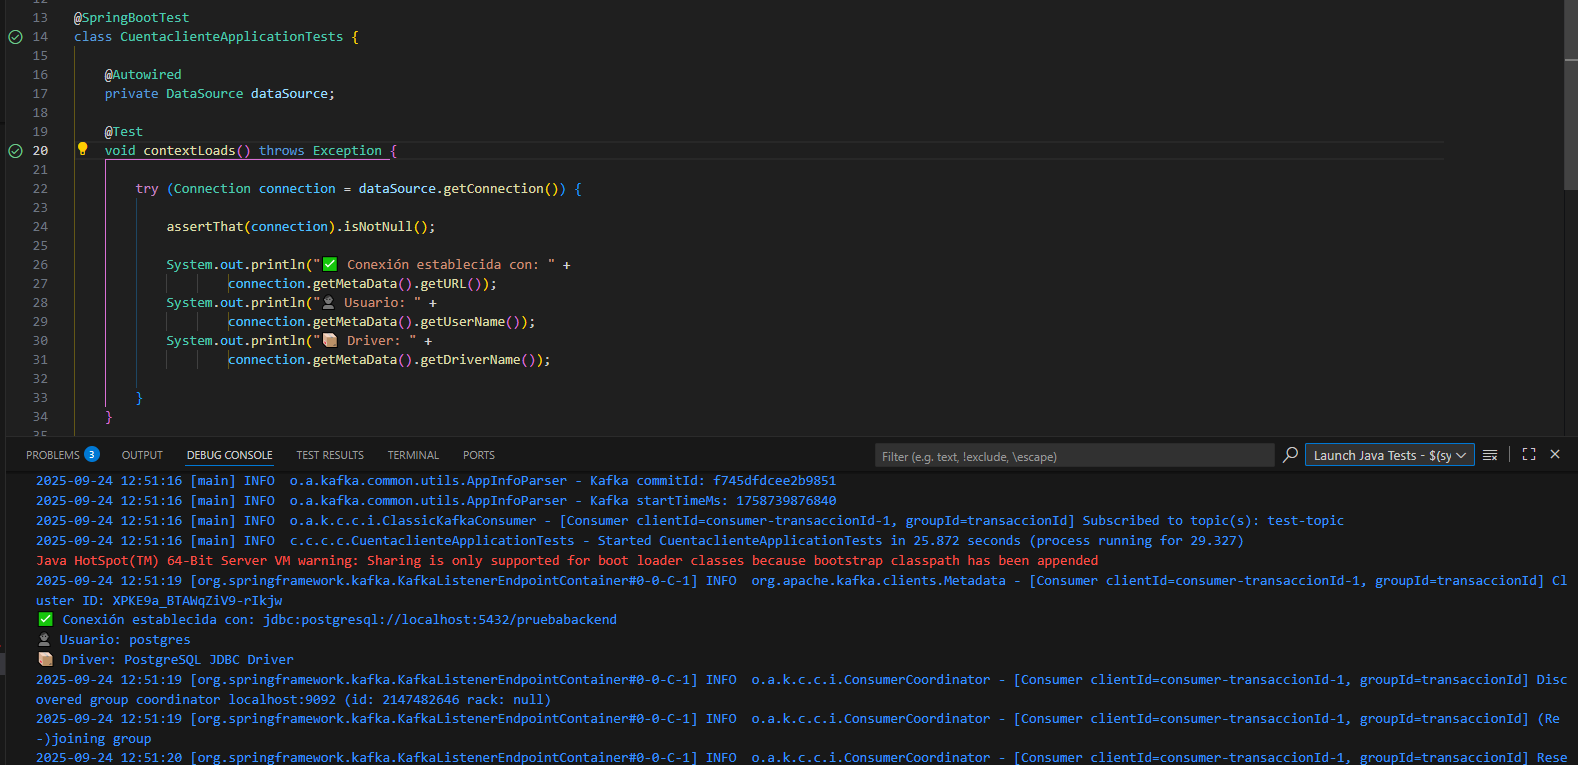 12
13 @SpringBootTest
14 class CuentaclienteApplicationTests {
15
16 @Autowired
17 private DataSource dataSource;
18
19 @Test
20 void contextLoads() throws Exception {
21
22 try (Connection connection = dataSource.getConnection()) {
23
24 assertThat(connection).isNotNull();
25
26 System.out.println("✅ Conexión establecida con: " +
27 connection.getMetaData().getURL());
28 System.out.println("👤 Usuario: " +
29 connection.getMetaData().getUserName());
30 System.out.println("📦 Driver: " +
31 connection.getMetaData().getDriverName());
32
33 }
34 }
35
PROBLEMS 3 OUTPUT DEBUG CONSOLE TEST RESULTS TERMINAL PORTS Filter (e.g. text, !exclude, \escape) Launch Java Tests - $(sy
2025-09-24 12:51:16 [main] INFO o.a.kafka.common.utils.AppInfoParser - Kafka commitId: f745dfdcee2b9851
2025-09-24 12:51:16 [main] INFO o.a.kafka.common.utils.AppInfoParser - Kafka startTimeMs: 1758739876840
2025-09-24 12:51:16 [main] INFO o.a.k.c.c.i.ClassicKafkaConsumer - [Consumer clientId=consumer-transaccionId-1, groupId=transaccionId] Subscribed to topic(s): test-topic
2025-09-24 12:51:16 [main] INFO c.c.c.c.CuentaclienteApplicationTests - Started CuentaclienteApplicationTests in 25.872 seconds (process running for 29.327)
Java HotSpot(TM) 64-Bit Server VM warning: Sharing is only supported for boot loader classes because bootstrap classpath has been appended
2025-09-24 12:51:19 [org.springframework.kafka.KafkaListenerEndpointContainer#0-0-C-1] INFO org.apache.kafka.clients.Metadata - [Consumer clientId=consumer-transaccionId-1, groupId=transaccionId] Cl
uster ID: XPKE9a_BTAWqZiV9-rIkjw
✅ Conexión establecida con: jdbc:postgresql://localhost:5432/pruebabackend
👤 Usuario: postgres
📦 Driver: PostgreSQL JDBC Driver
2025-09-24 12:51:19 [org.springframework.kafka.KafkaListenerEndpointContainer#0-0-C-1] INFO o.a.k.c.c.i.ConsumerCoordinator - [Consumer clientId=consumer-transaccionId-1, groupId=transaccionId] Disc
overed group coordinator localhost:9092 (id: 2147482646 rack: null)
2025-09-24 12:51:19 [org.springframework.kafka.KafkaListenerEndpointContainer#0-0-C-1] INFO o.a.k.c.c.i.ConsumerCoordinator - [Consumer clientId=consumer-transaccionId-1, groupId=transaccionId] (Re
-)joining group
2025-09-24 12:51:20 [org.springframework.kafka.KafkaListenerEndpointContainer#0-0-C-1] INFO o.a.k.c.c.i.ConsumerCoordinator - [Consumer clientId=consumer-transaccionId-1, groupId=transaccionId] Rese